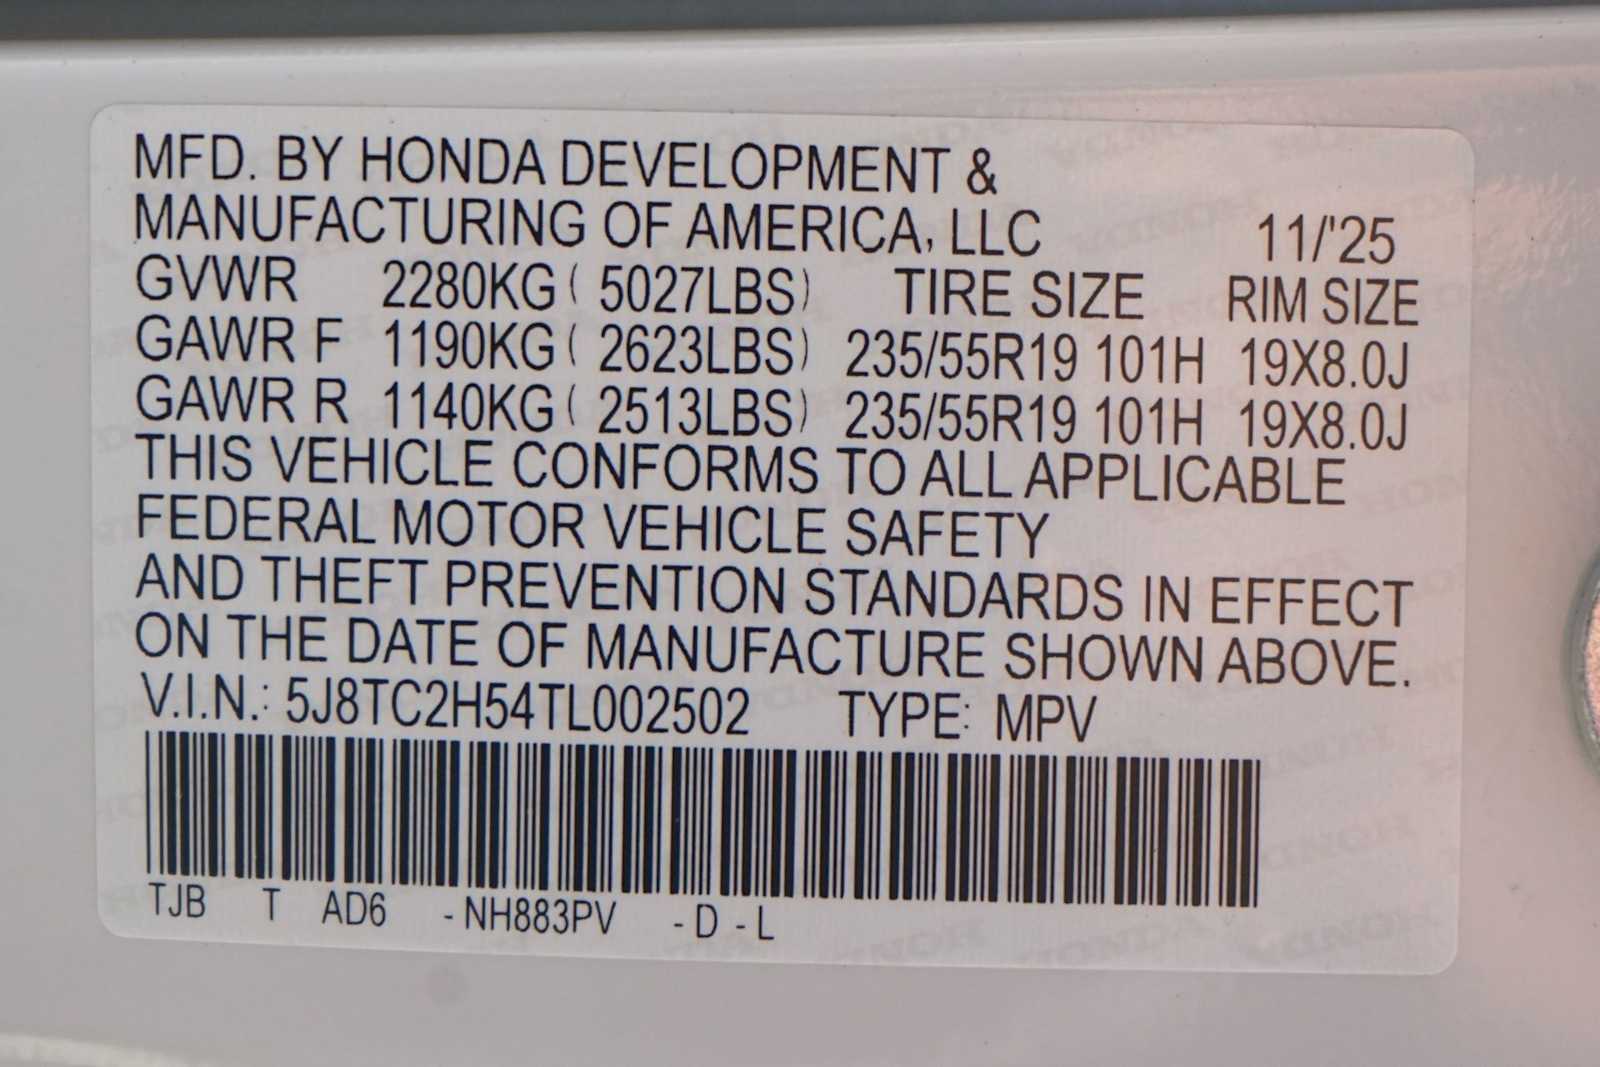 MFD. BY HONDA DEVELOPMENT &
MANUFACTURING OF AMERICA, LLC 11/'25
GVWR 2280KG ( 5027LBS) TIRE SIZE RIM SIZE
GAWR F 1190KG ( 2623LBS) 235/55R19 101H 19X8.0J
GAWR R 1140KG ( 2513LBS) 235/55R19 101H 19X8.0J
THIS VEHICLE CONFORMS TO ALL APPLICABLE
FEDERAL MOTOR VEHICLE SAFETY
AND THEFT PREVENTION STANDARDS IN EFFECT
ON THE DATE OF MANUFACTURE SHOWN ABOVE.
V.I.N.: 5J8TC2H54TL002502 TYPE: MPV
TJB T AD6 -NH883PV -D -L